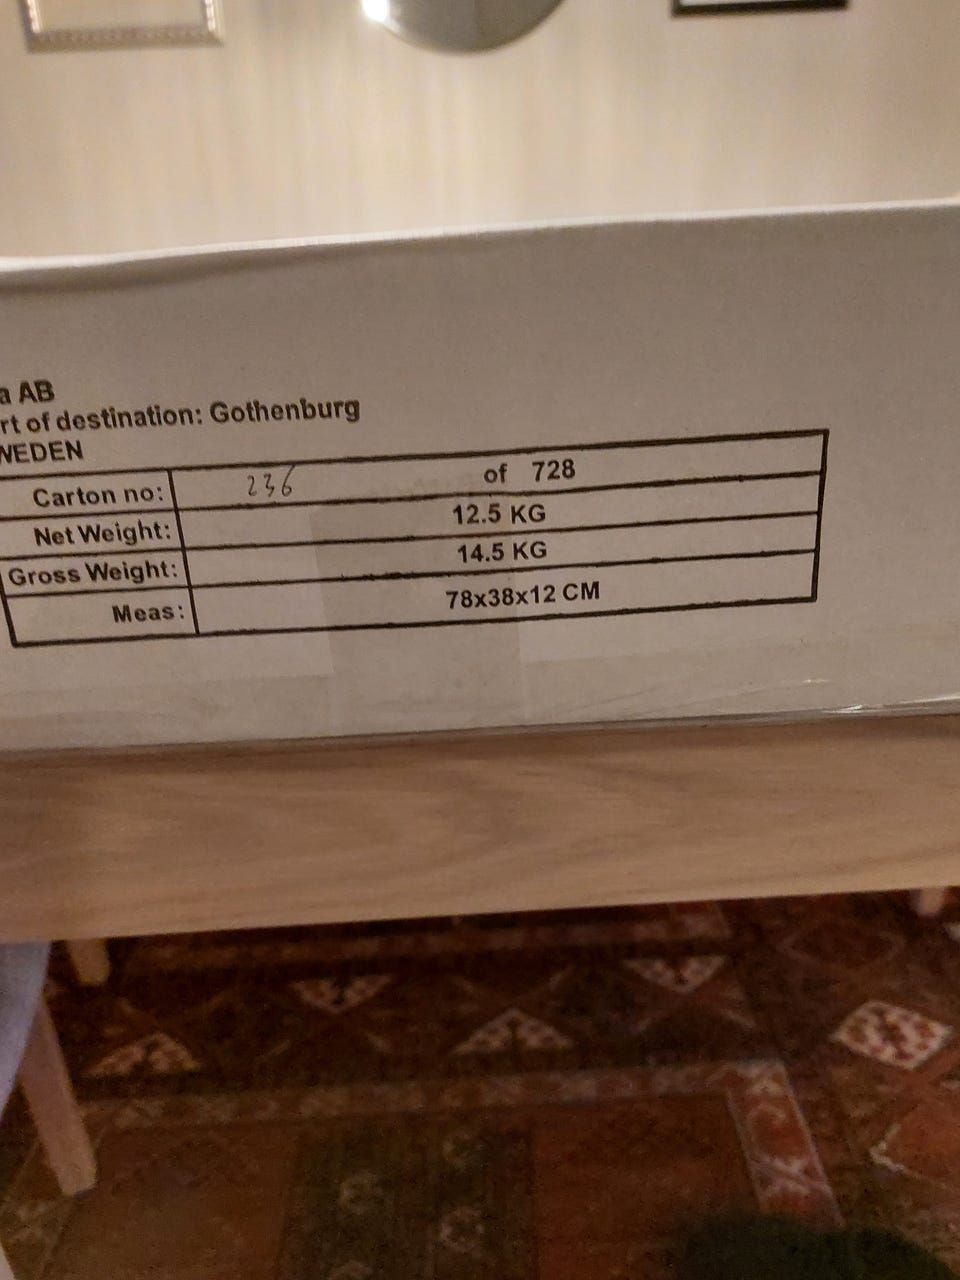 a AB
rt of destination: Gothenburg
WEDEN
Carton no: 236 of 728
Net Weight: 12.5 KG
Gross Weight: 14.5 KG
Meas: 78x38x12 CM